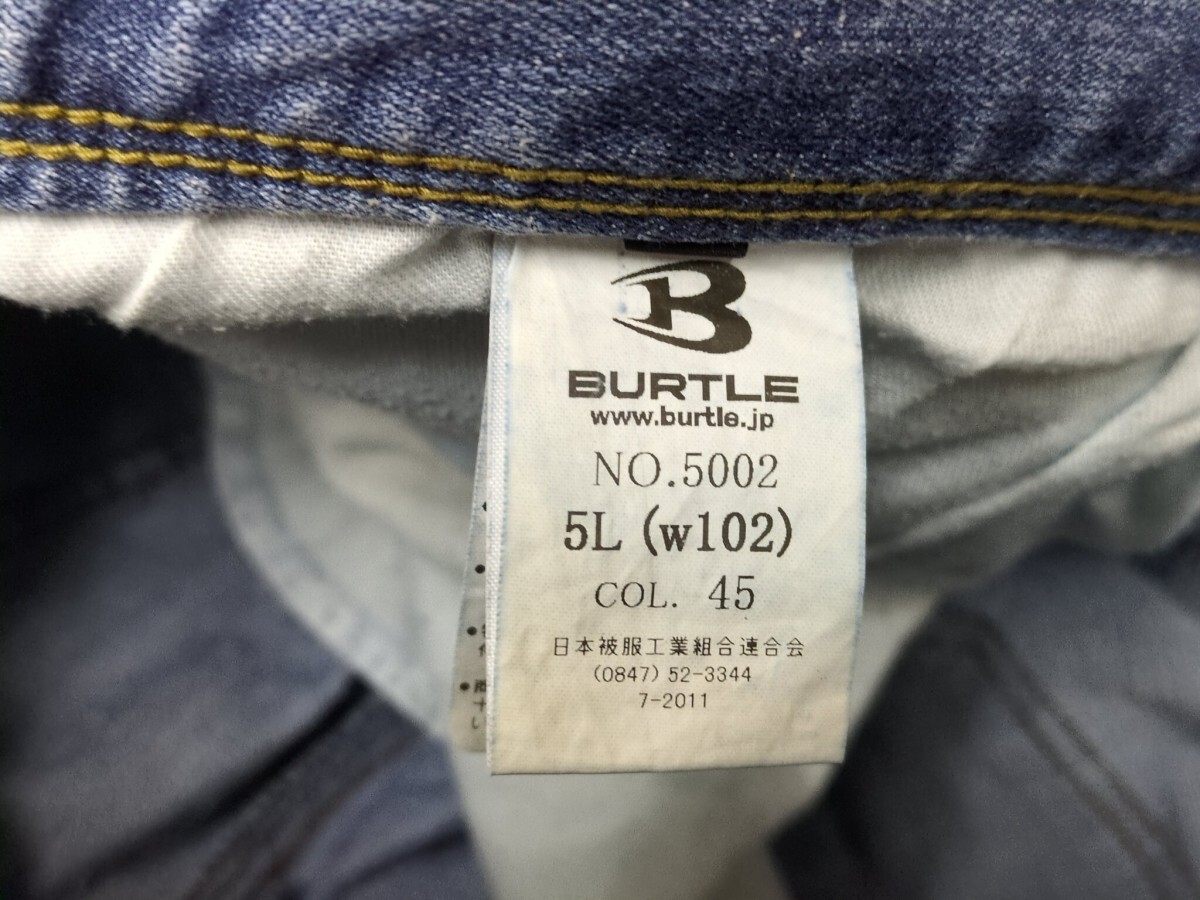 B
BURTLE
www.burtle.jp
NO.5002
5L (w102)
COL. 45
日本被服工業組合連合会
(0847) 52-3344
7-2011